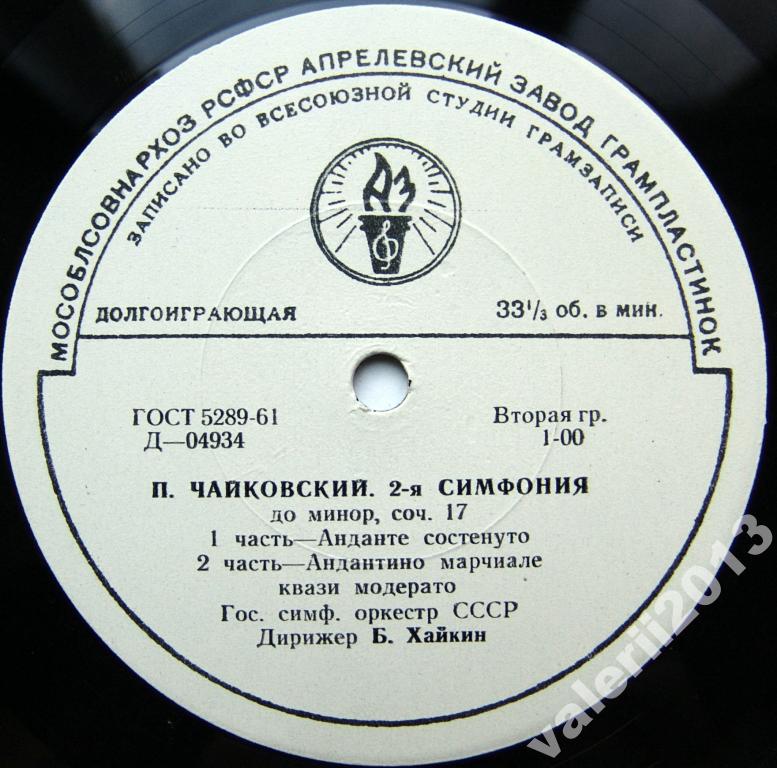 МОСОБЛСОВНАРХОЗ РСФСР АПРЕЛЕВСКИЙ ЗАВОД ГРАМПЛАСТИНОК
ЗАПИСАНО ВО ВСЕСОЮЗНОЙ СТУДИИ ГРАМЗАПИСИ
АЗ
ДОЛГОИГРАЮЩАЯ 33⅓ об. в мин.
ГОСТ 5289-61 Вторая гр.
Д—04934 1-00
П. ЧАЙКОВСКИЙ. 2-я СИМФОНИЯ
до минор, соч. 17
1 часть—Анданте состенуто
2 часть—Андантино марчиале
квази модерато
Гос. симф. оркестр СССР
Дирижер Б. Хайкин
valerii2013